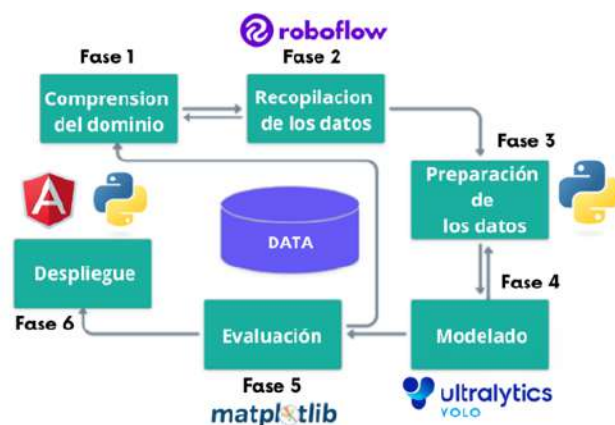 roboflow
Fase 1
Fase 2
Comprension
del dominio
Recopilacion
de los datos
Fase 3
Preparación
de
los datos
DATA
Despliegue
Fase 6
Evaluación
Fase 5
matplotlib
Fase 4
Modelado
ultralytics
YOLO